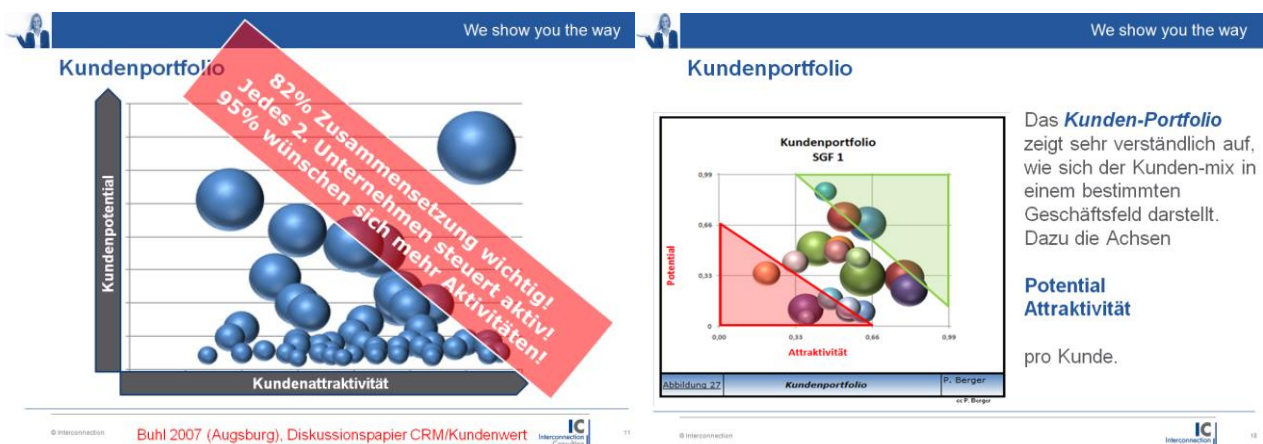 We show you the way
Kundenportfolio
82% Zusammensetzung wichtig!
Jedes 2. Unternehmen steuert aktiv!
95% wünschen sich mehr Aktivitäten!
Kundenpotential
Kundenattraktivität
© Interconnection
Buhl 2007 (Augsburg), Diskussionspapier CRM/Kundenwert
IC
Interconnection
Consulting
11
We show you the way
Kundenportfolio
Kundenportfolio
SGF 1
0,99
0,66
0,33
0
Potential
0,00 0,33 0,66 0,99
Attraktivität
Abbildung 27 Kundenportfolio P. Berger
cc P. Berger
Das Kunden-Portfolio
zeigt sehr verständlich auf,
wie sich der Kunden-mix in
einem bestimmten
Geschäftsfeld darstellt.
Dazu die Achsen
Potential
Attraktivität
pro Kunde.
© Interconnection
IC
Interconnection